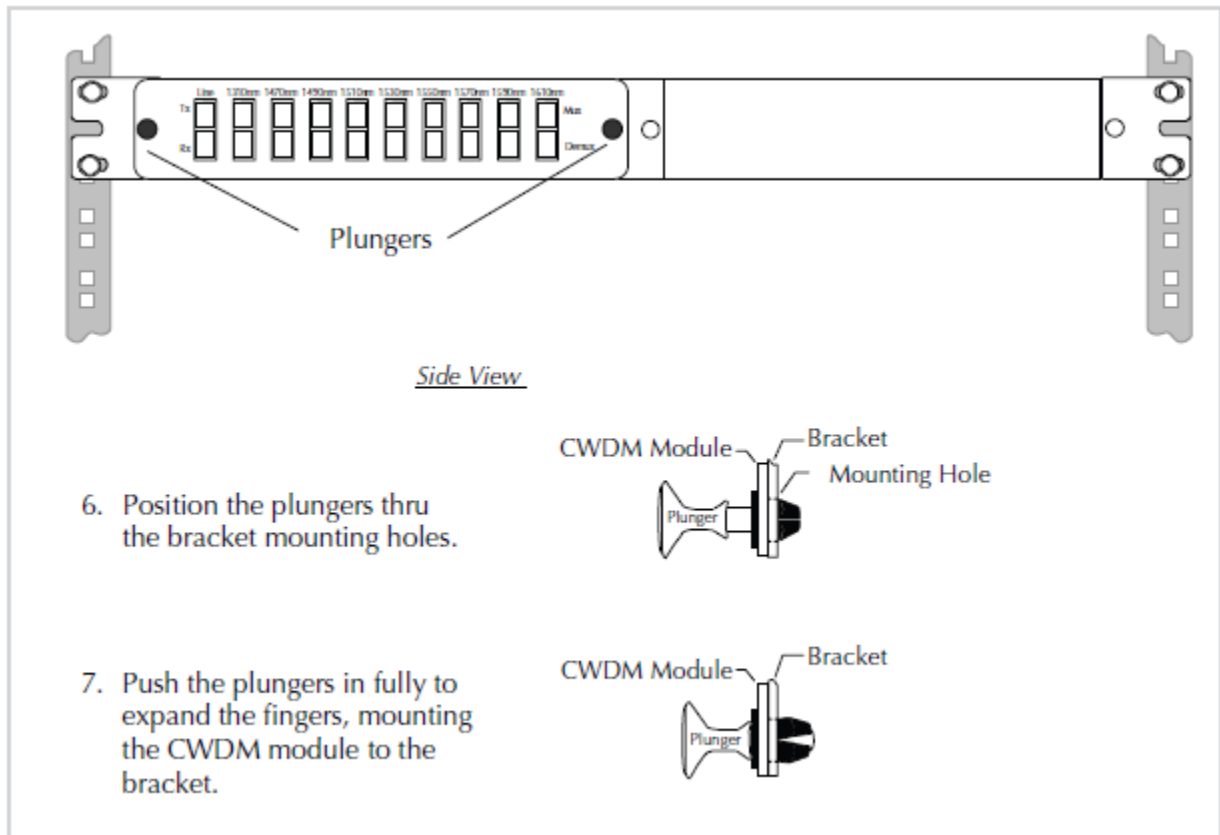 Line 1310nm 1470nm 1490nm 1510nm 1530nm 1550nm 1570nm 1590nm 1610nm
Tx
Mux
Rx
Demux
Plungers
Side View
CWDM Module
Bracket
Mounting Hole
Plunger
6. Position the plungers thru
the bracket mounting holes.
CWDM Module
Bracket
Plunger
7. Push the plungers in fully to
expand the fingers, mounting
the CWDM module to the
bracket.